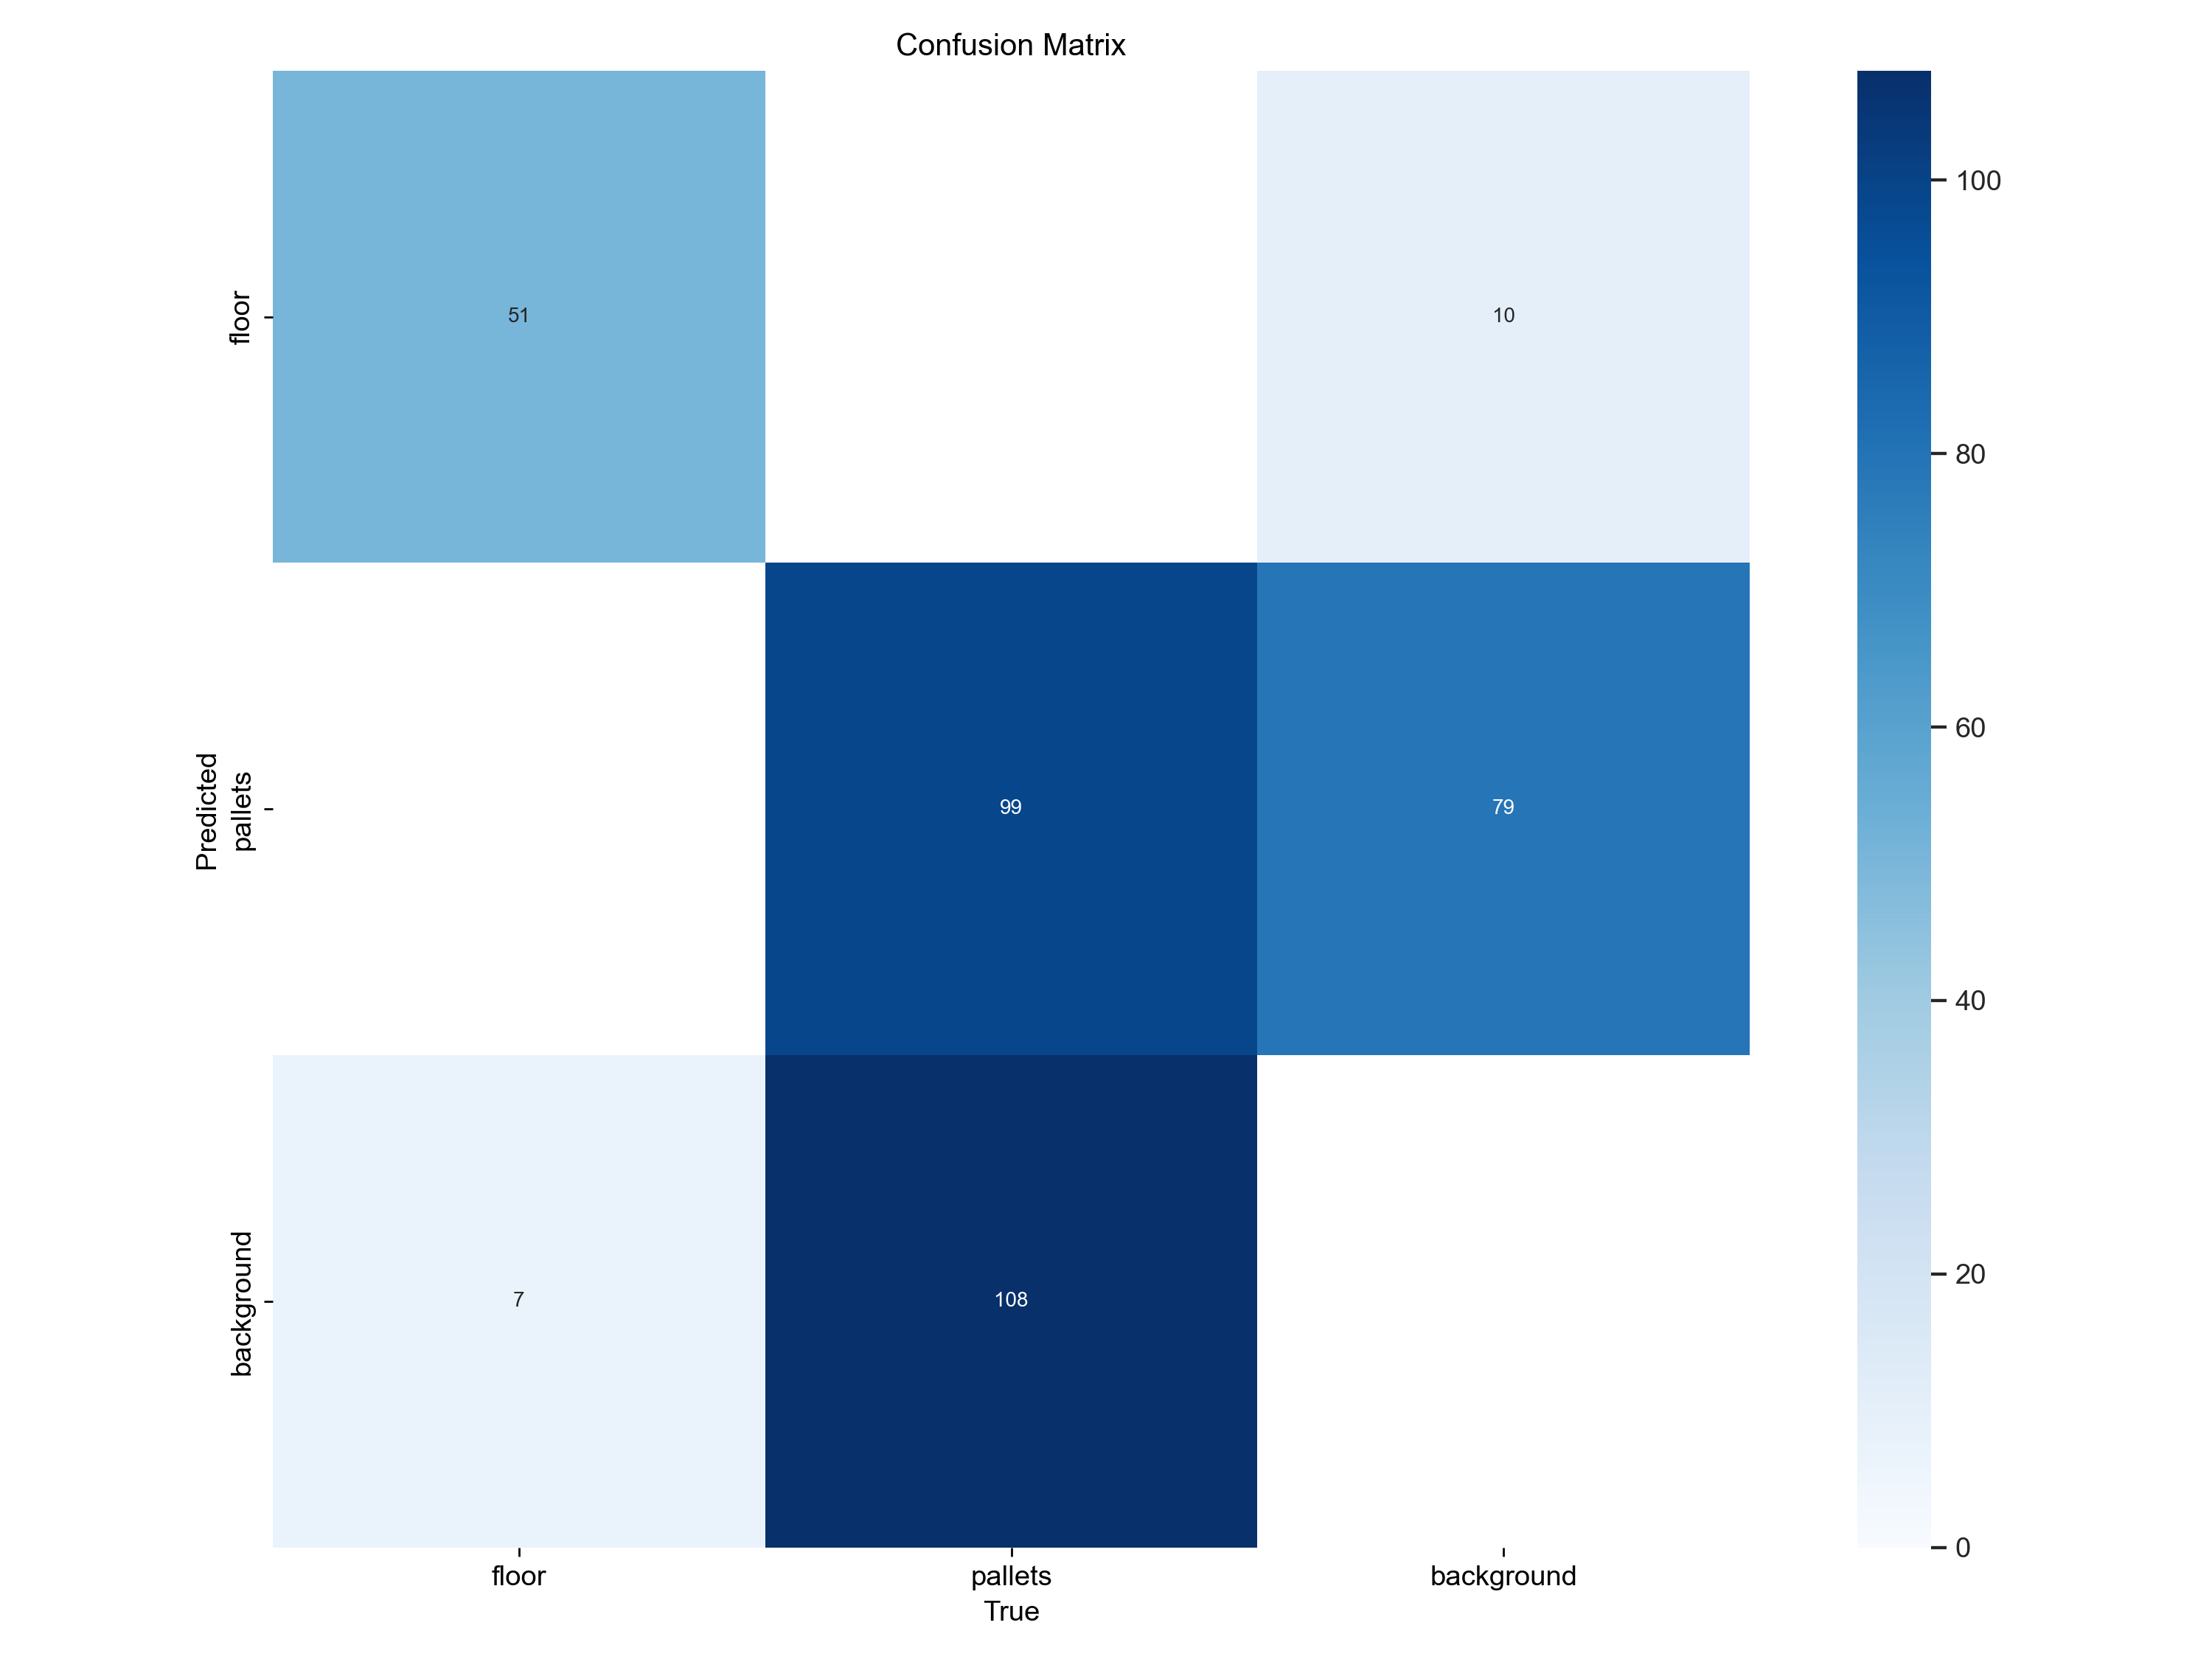 Confusion Matrix
floor
51
10
100
80
Predicted
pallets
99
79
60
40
background
7
108
20
0
floor
pallets
background
True